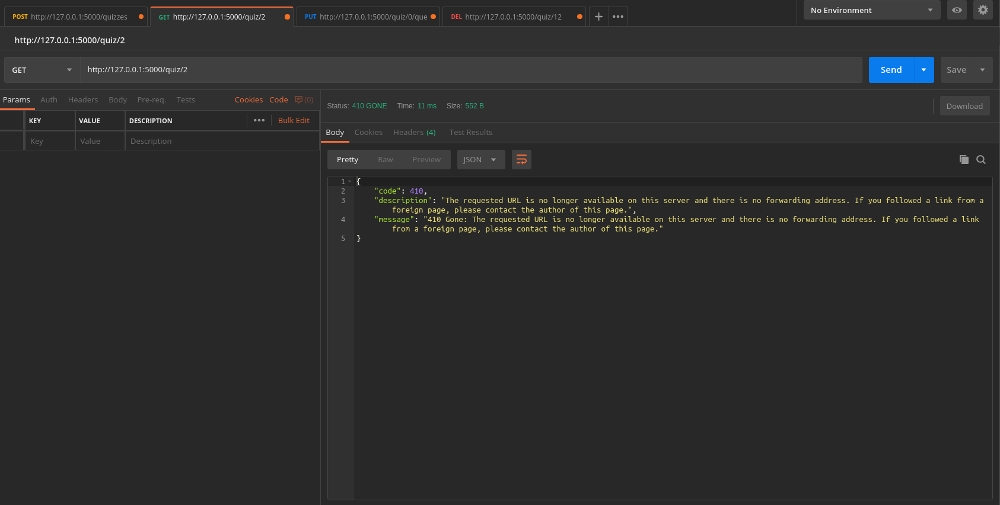 POST http://127.0.0.1:5000/quizzes
GET http://127.0.0.1:5000/quiz/2
PUT http://127.0.0.1:5000/quiz/0/que
DEL http://127.0.0.1:5000/quiz/12
No Environment
http://127.0.0.1:5000/quiz/2
GET http://127.0.0.1:5000/quiz/2 Send Save
Params Auth Headers Body Pre-req. Tests Cookies Code (0)
KEY VALUE DESCRIPTION Bulk Edit
Key Value Description
Status: 410 GONE Time: 11 ms Size: 552 B Download
Body Cookies Headers (4) Test Results
Pretty Raw Preview JSON
1 {
2 "code": 410,
3 "description": "The requested URL is no longer available on this server and there is no forwarding address. If you followed a link from a
foreign page, please contact the author of this page.",
4 "message": "410 Gone: The requested URL is no longer available on this server and there is no forwarding address. If you followed a link
from a foreign page, please contact the author of this page."
5 }